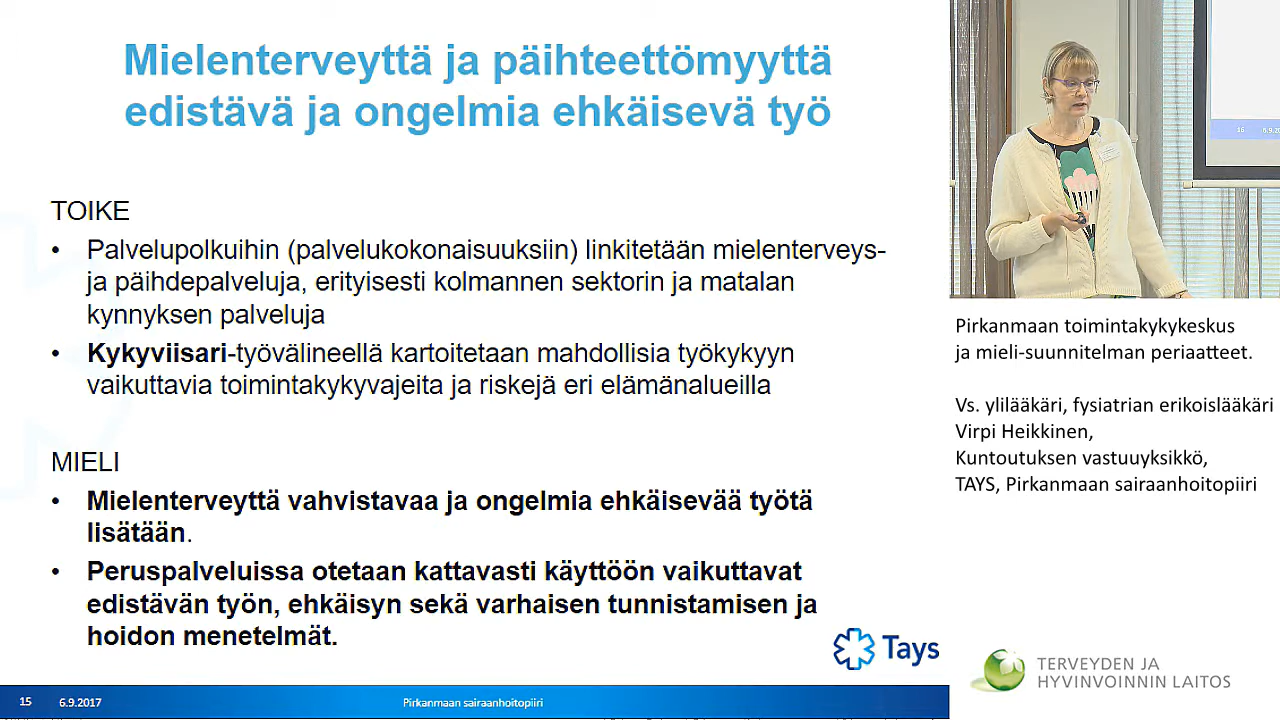 Mielenterveyttä ja päihteettömyyttä
edistävä ja ongelmia ehkäisevä työ
TOIKE
• Palvelupolkuihin (palvelukokonaisuuksiin) linkitetään mielenterveys-
ja päihdepalveluja, erityisesti kolmannen sektorin ja matalan
kynnyksen palveluja
• Kykyviisari-työvälineellä kartoitetaan mahdollisia työkykyyn
vaikuttavia toimintakykyvajeita ja riskejä eri elämänalueilla
MIELI
• Mielenterveyttä vahvistavaa ja ongelmia ehkäisevää työtä
lisätään.
• Peruspalveluissa otetaan kattavasti käyttöön vaikuttavat
edistävän työn, ehkäisyn sekä varhaisen tunnistamisen ja
hoidon menetelmät.
Tays
15 6.9.2017 Pirkanmaan sairaanhoitopiiri
16 6.9.20
Pirkanmaan toimintakykykeskus
ja mieli-suunnitelman periaatteet.
Vs. ylilääkäri, fysiatrian erikoislääkäri
Virpi Heikkinen,
Kuntoutuksen vastuuyksikkö,
TAYS, Pirkanmaan sairaanhoitopiiri
TERVEYDEN JA
HYVINVOINNIN LAITOS